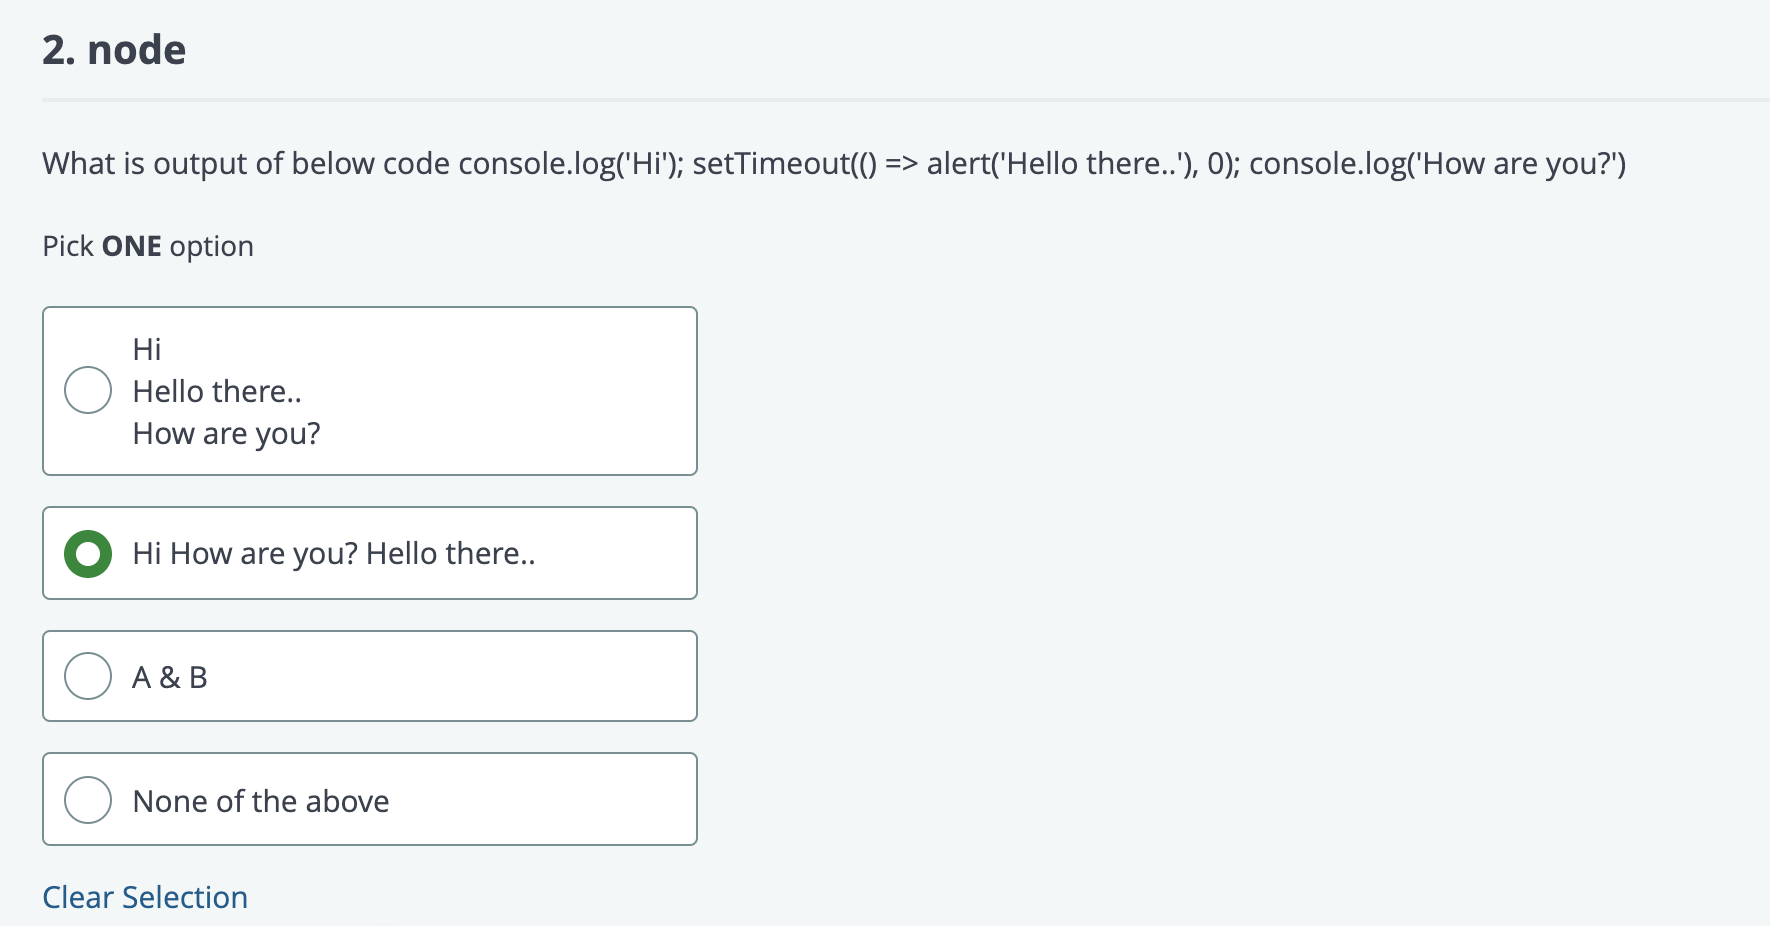 2. node
What is output of below code console.log('Hi'); setTimeout(() => alert('Hello there..'), 0); console.log('How are you?')
Pick ONE option
Hi
Hello there..
How are you?
Hi How are you? Hello there..
A & B
None of the above
Clear Selection